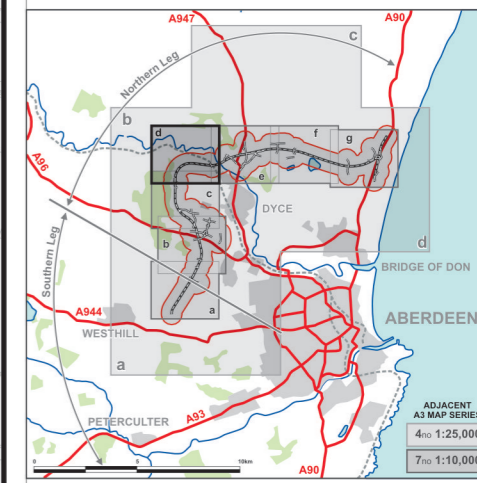 A947
A90
c
Northern Leg
b
d
f
g
A96
e
c
DYCE
Southern Leg
b
d
BRIDGE OF DON
A944
a
ABERDEEN
WESTHILL
a
PETERCULTER
A93
ADJACENT
A3 MAP SERIES
4no 1:25,000
7no 1:10,000
0 5 10km
A90